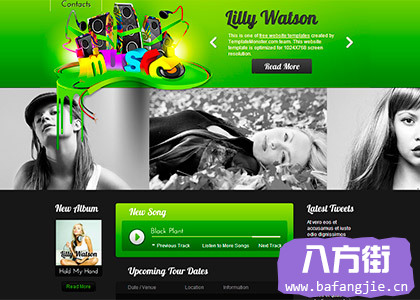 Contacts
MUSIC
Lilly Watson
This is one of free website templates created by
TemplateMonster.com team. This website
template is optimized for 1024X768 screen
resolution.
Read More
New Album
Lilly Watson
Hold My Hand
Read More
New Song
Black Plant
Previous Track
Listen to More Songs
Next Track
Upcoming Tour Dates
Date / Venue
Location
Information
Latest Tweets
At vero eos et
accusamus et iusto
odio dignissimos
八方街
www.bafangjie.cn